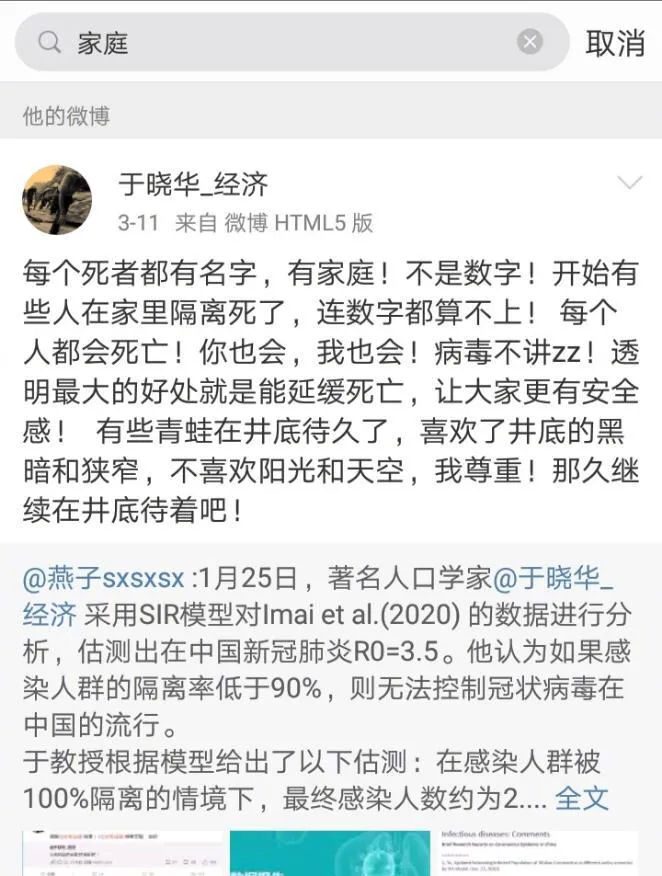 家庭
取消
他的微博
于晓华_经济
3-11 来自 微博 HTML5 版
每个死者都有名字，有家庭！不是数字！开始有
些人在家里隔离死了，连数字都算不上！ 每个
人都会死亡！你也会，我也会！病毒不讲zz！透
明最大的好处就是能延缓死亡，让大家更有安全
感！ 有些青蛙在井底待久了，喜欢了井底的黑
暗和狭窄，不喜欢阳光和天空，我尊重！那久继
续在井底待着吧！
@燕子sxsxsx :1月25日，著名人口学家@于晓华_
经济 采用SIR模型对Imai et al.(2020) 的数据进行分
析，估测出在中国新冠肺炎R0=3.5。他认为如果感
染人群的隔离率低于90%，则无法控制冠状病毒在
中国的流行。
于教授根据模型给出了以下估测：在感染人群被
100%隔离的情境下，最终感染人数约为2.... 全文
Infectious diseases: Comments